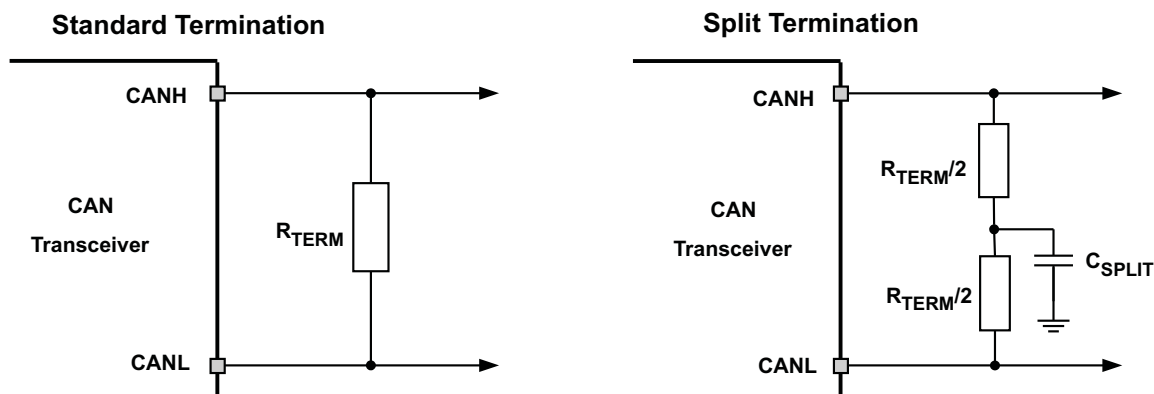 Standard Termination
CANH
CAN
Transceiver
RTERM
CANL
Split Termination
CANH
RTERM/2
CAN
Transceiver
CSPLIT
RTERM/2
CANL